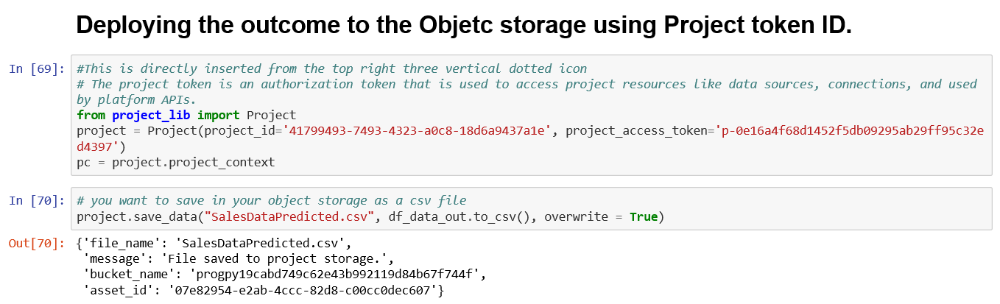 Deploying the outcome to the Objetc storage using Project token ID.
In [69]: #This is directly inserted from the top right three vertical dotted icon
# The project token is an authorization token that is used to access project resources like data sources, connections, and used
by platform APIs.
from project_lib import Project
project = Project(project_id='41799493-7493-4323-a0c8-18d6a9437a1e', project_access_token='p-0e16a4f68d1452f5db09295ab29ff95c32e
d4397')
pc = project.project_context
In [70]: # you want to save in your object storage as a csv file
project.save_data("SalesDataPredicted.csv", df_data_out.to_csv(), overwrite = True)
Out[70]: {'file_name': 'SalesDataPredicted.csv',
'message': 'File saved to project storage.',
'bucket_name': 'progpy19cabd749c62e43b992119d84b67f744f',
'asset_id': '07e82954-e2ab-4ccc-82d8-c00cc0dec607'}